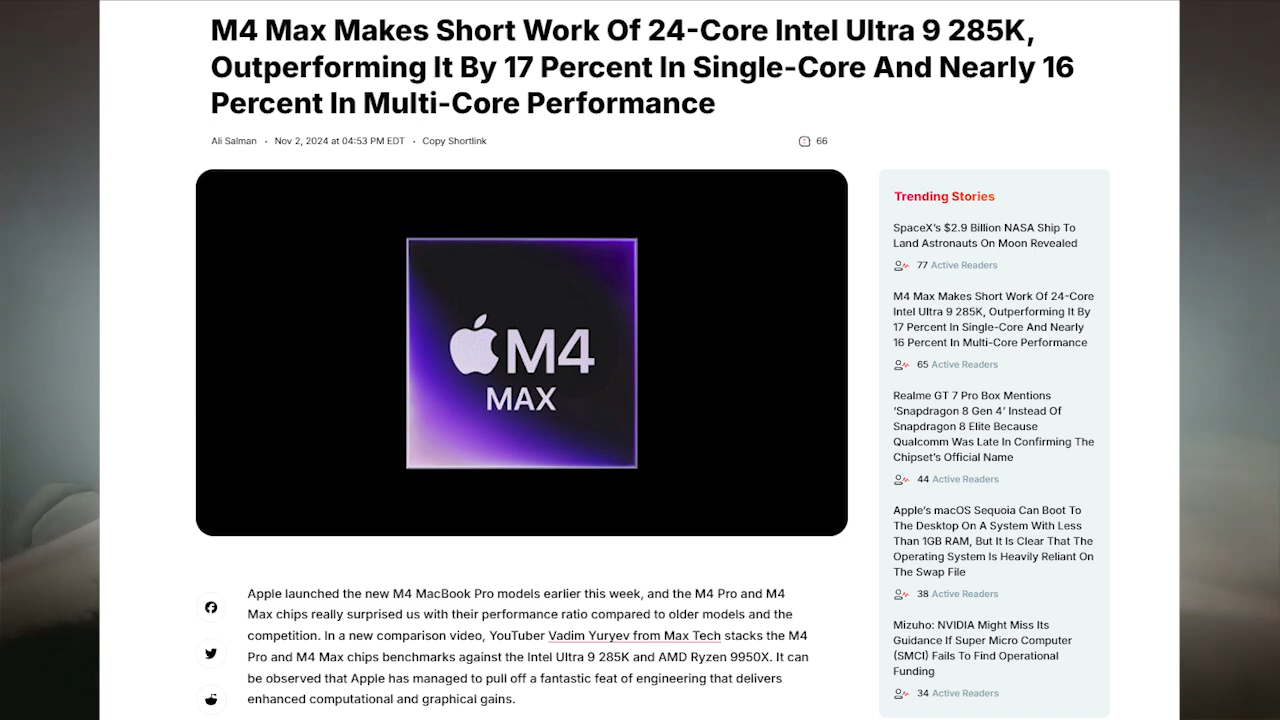 M4 Max Makes Short Work Of 24-Core Intel Ultra 9 285K,
Outperforming It By 17 Percent In Single-Core And Nearly 16
Percent In Multi-Core Performance
Ali Salman • Nov 2, 2024 at 04:53 PM EDT • Copy Shortlink
66
M4
MAX
Apple launched the new M4 MacBook Pro models earlier this week, and the M4 Pro and M4
Max chips really surprised us with their performance ratio compared to older models and the
competition. In a new comparison video, YouTuber Vadim Yuryev from Max Tech stacks the M4
Pro and M4 Max chips benchmarks against the Intel Ultra 9 285K and AMD Ryzen 9950X. It can
be observed that Apple has managed to pull off a fantastic feat of engineering that delivers
enhanced computational and graphical gains.
Trending Stories
SpaceX's $2.9 Billion NASA Ship To
Land Astronauts On Moon Revealed
77 Active Readers
M4 Max Makes Short Work Of 24-Core
Intel Ultra 9 285K, Outperforming It By
17 Percent In Single-Core And Nearly
16 Percent In Multi-Core Performance
65 Active Readers
Realme GT 7 Pro Box Mentions
'Snapdragon 8 Gen 4' Instead Of
Snapdragon 8 Elite Because
Qualcomm Was Late In Confirming The
Chipset's Official Name
44 Active Readers
Apple's macOS Sequoia Can Boot To
The Desktop On A System With Less
Than 1GB RAM, But It Is Clear That The
Operating System Is Heavily Reliant On
The Swap File
38 Active Readers
Mizuho: NVIDIA Might Miss Its
Guidance If Super Micro Computer
(SMCI) Fails To Find Operational
Funding
34 Active Readers